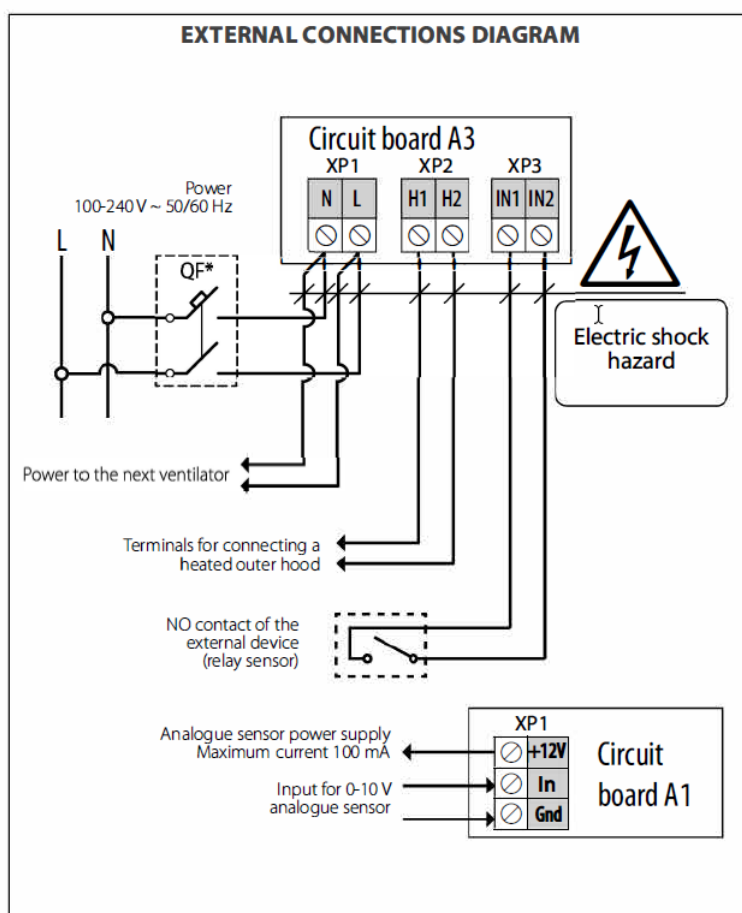 EXTERNAL CONNECTIONS DIAGRAM
Circuit board A3
XP1 XP2 XP3
N L H1 H2 IN1 IN2
Power
100-240 V ~ 50/60 Hz
L N
QF*
Electric shock
hazard
Power to the next ventilator
Terminals for connecting a
heated outer hood
NO contact of the
external device
(relay sensor)
Analogue sensor power supply
Maximum current 100 mA
Input for 0-10 V
analogue sensor
XP1
+12V
In
Gnd
Circuit
board A1